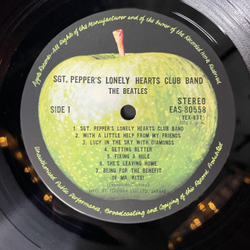 Apple Records-All Rights of the Manufacturer and of the Owner of the Recorded Work Reserved
SGT. PEPPER'S LONELY HEARTS CLUB BAND
THE BEATLES
SIDE 1
STEREO
EAS-80558
YEX-637
1. SGT. PEPPER'S LONELY HEARTS CLUB BAND
2. WITH A LITTLE HELP FROM MY FRIENDS
3. LUCY IN THE SKY WITH DIAMONDS
4. GETTING BETTER
5. FIXING A HOLE
6. SHE'S LEAVING HOME
7. BEING FOR THE BENEFIT
OF MR. KITE!
Unauthorised Public Performance, Broadcasting and Copying of this Record Prohibited